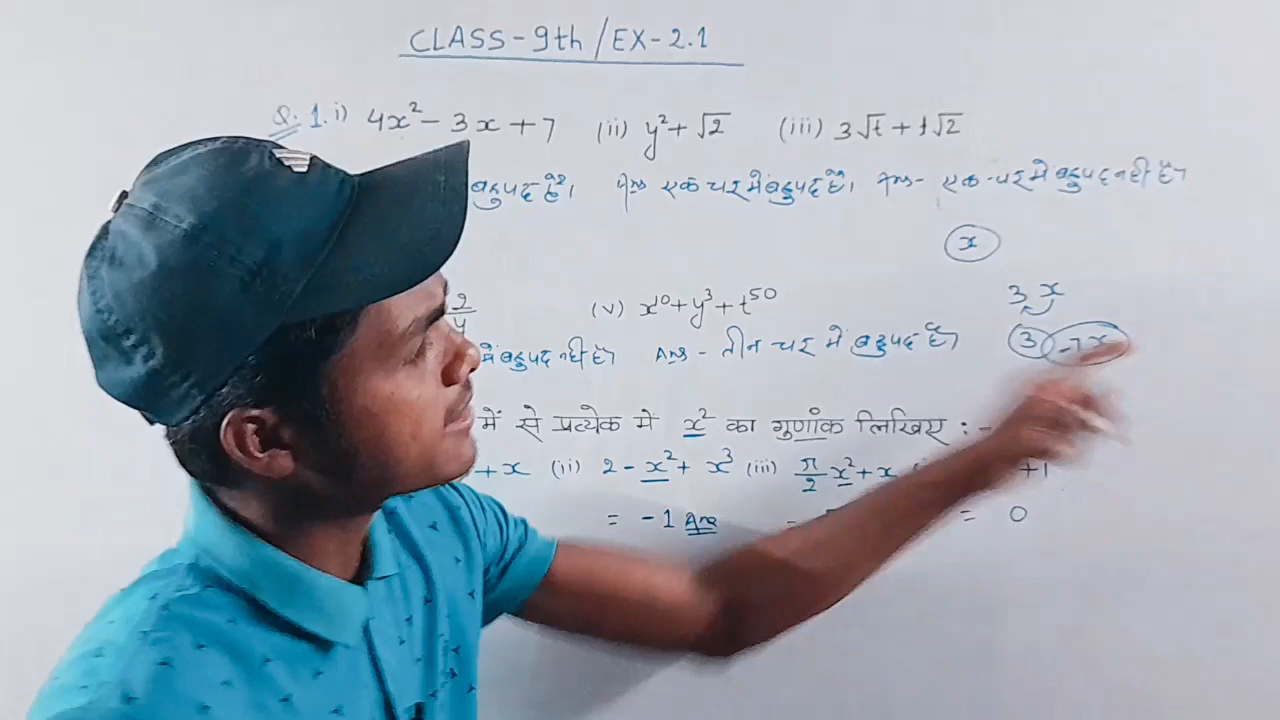 CLASS-9th/EX-2.1
Q.1. i) 4x² - 3x + 7 (ii) y² + √2 (iii) 3√t + t√2
बहुपद है। Ans एक चर में बहुपद है। Ans- एक-चर में बहुपद नही है।
x
2/y (v) x¹⁰ + y³ + t⁵⁰ 3x
में बहुपद नही है। Ans - तीन चर में बहुपद है। 3 -7x
में से प्रत्येक में x² का गुणांक लिखिए :-
+ x (ii) 2 - x² + x³ (iii) π/2 x² + x +1
= -1 Ans = = 0